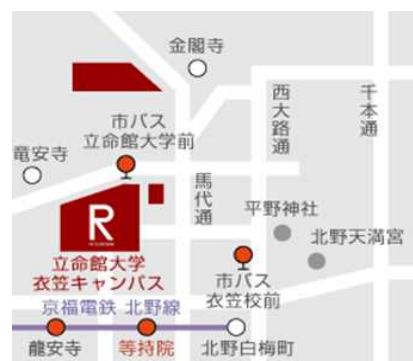 金閣寺
市バス
立命館大学前
竜安寺
西大路通
千本通
馬代通
平野神社
北野天満宮
R
立命館大学
衣笠キャンパス
市バス
衣笠校前
京福電鉄 北野線
龍安寺
等持院
北野白梅町